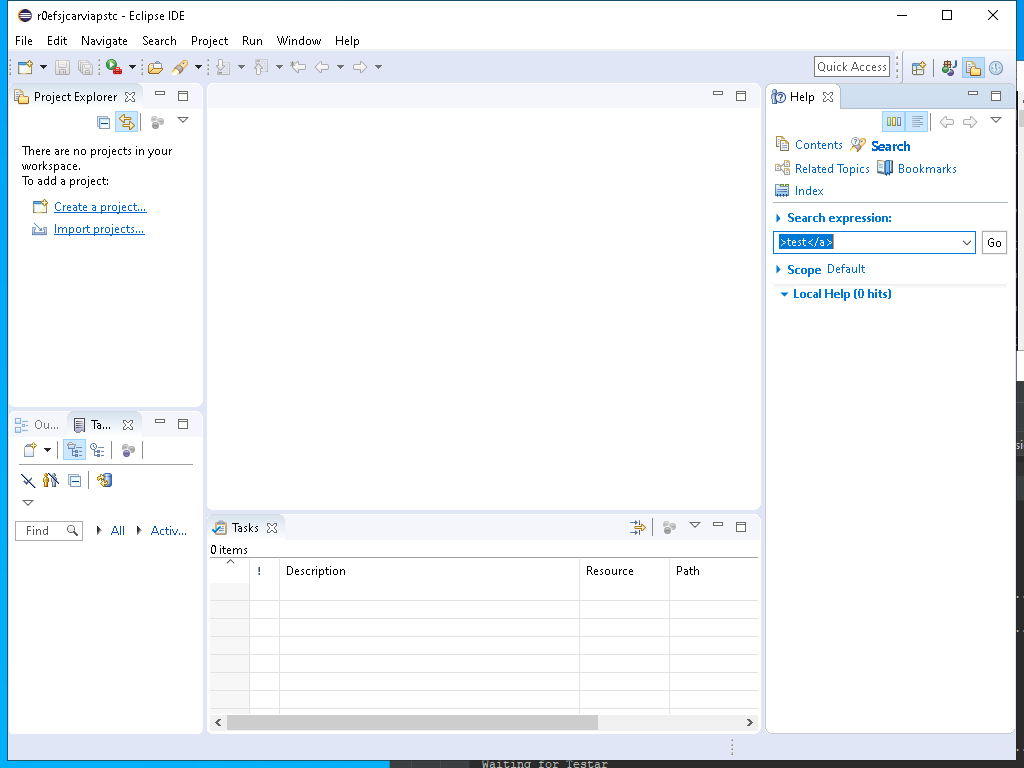 r0efsjcarviapstc - Eclipse IDE
File Edit Navigate Search Project Run Window Help
Quick Access
Project Explorer
There are no projects in your
workspace.
To add a project:
Create a project...
Import projects...
Ou...
Ta...
Find
All
Activ...
Tasks
0 items
!
Description
Resource
Path
Help
Contents
Search
Related Topics
Bookmarks
Index
Search expression:
>test</a>
Go
Scope Default
Local Help (0 hits)
Waiting for Testar